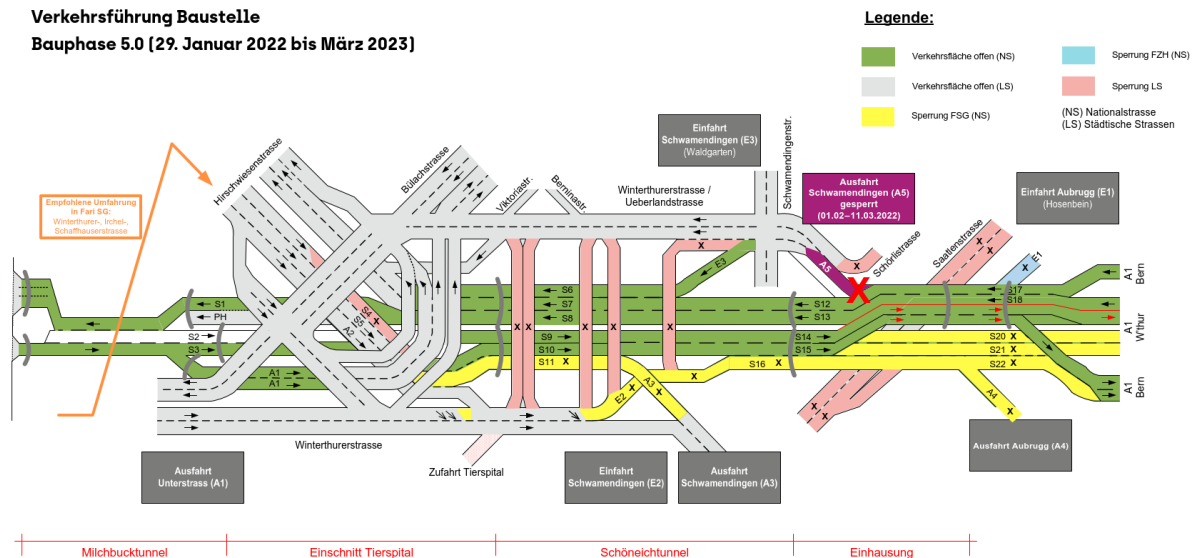 Verkehrsführung Baustelle
Bauphase 5.0 (29. Januar 2022 bis März 2023)
Legende:
Verkehrsfläche offen (NS)
Sperrung FZH (NS)
Verkehrsfläche offen (LS)
Sperrung LS
Sperrung FSG (NS)
(NS) Nationalstrasse
(LS) Städtische Strassen
Einfahrt
Schwamendingen (E3)
(Waldgarten)
Schwamendingenstr.
Ausfahrt
Schwamendingen (A5)
gesperrt
(01.02–11.03.2022)
Einfahrt Aubrugg (E1)
(Hosenbein)
Hirschwiesenstrasse
Bülachstrasse
Viktoriastr.
Berninastr.
Winterthurerstrasse /
Ueberlandstrasse
Empfohlene Umfahrung
in Fari SG:
Winterthurer-, Irchel-,
Schaffhauserstrasse
Schörlistrasse
Saatlenstrasse
X
A5
X
E1
X
E3
A1
Bern
S1
PH
S2
S3
S4
S5
A2
X
S6
S7
S8
S9
S10
S11
X
X
X
X
X
X
S12
S13
S14
S15
S16
X
S17
S18
S20
X
S21
X
S22
X
A1
W'thur
A1
Bern
A1
A1
E2
X
A3
X
X
X
A4
X
Winterthurerstrasse
Zufahrt Tierspital
Ausfahrt
Unterstrass (A1)
Einfahrt
Schwamendingen (E2)
Ausfahrt
Schwamendingen (A3)
Ausfahrt Aubrugg (A4)
Milchbucktunnel
Einschnitt Tierspital
Schöneichtunnel
Einhausung